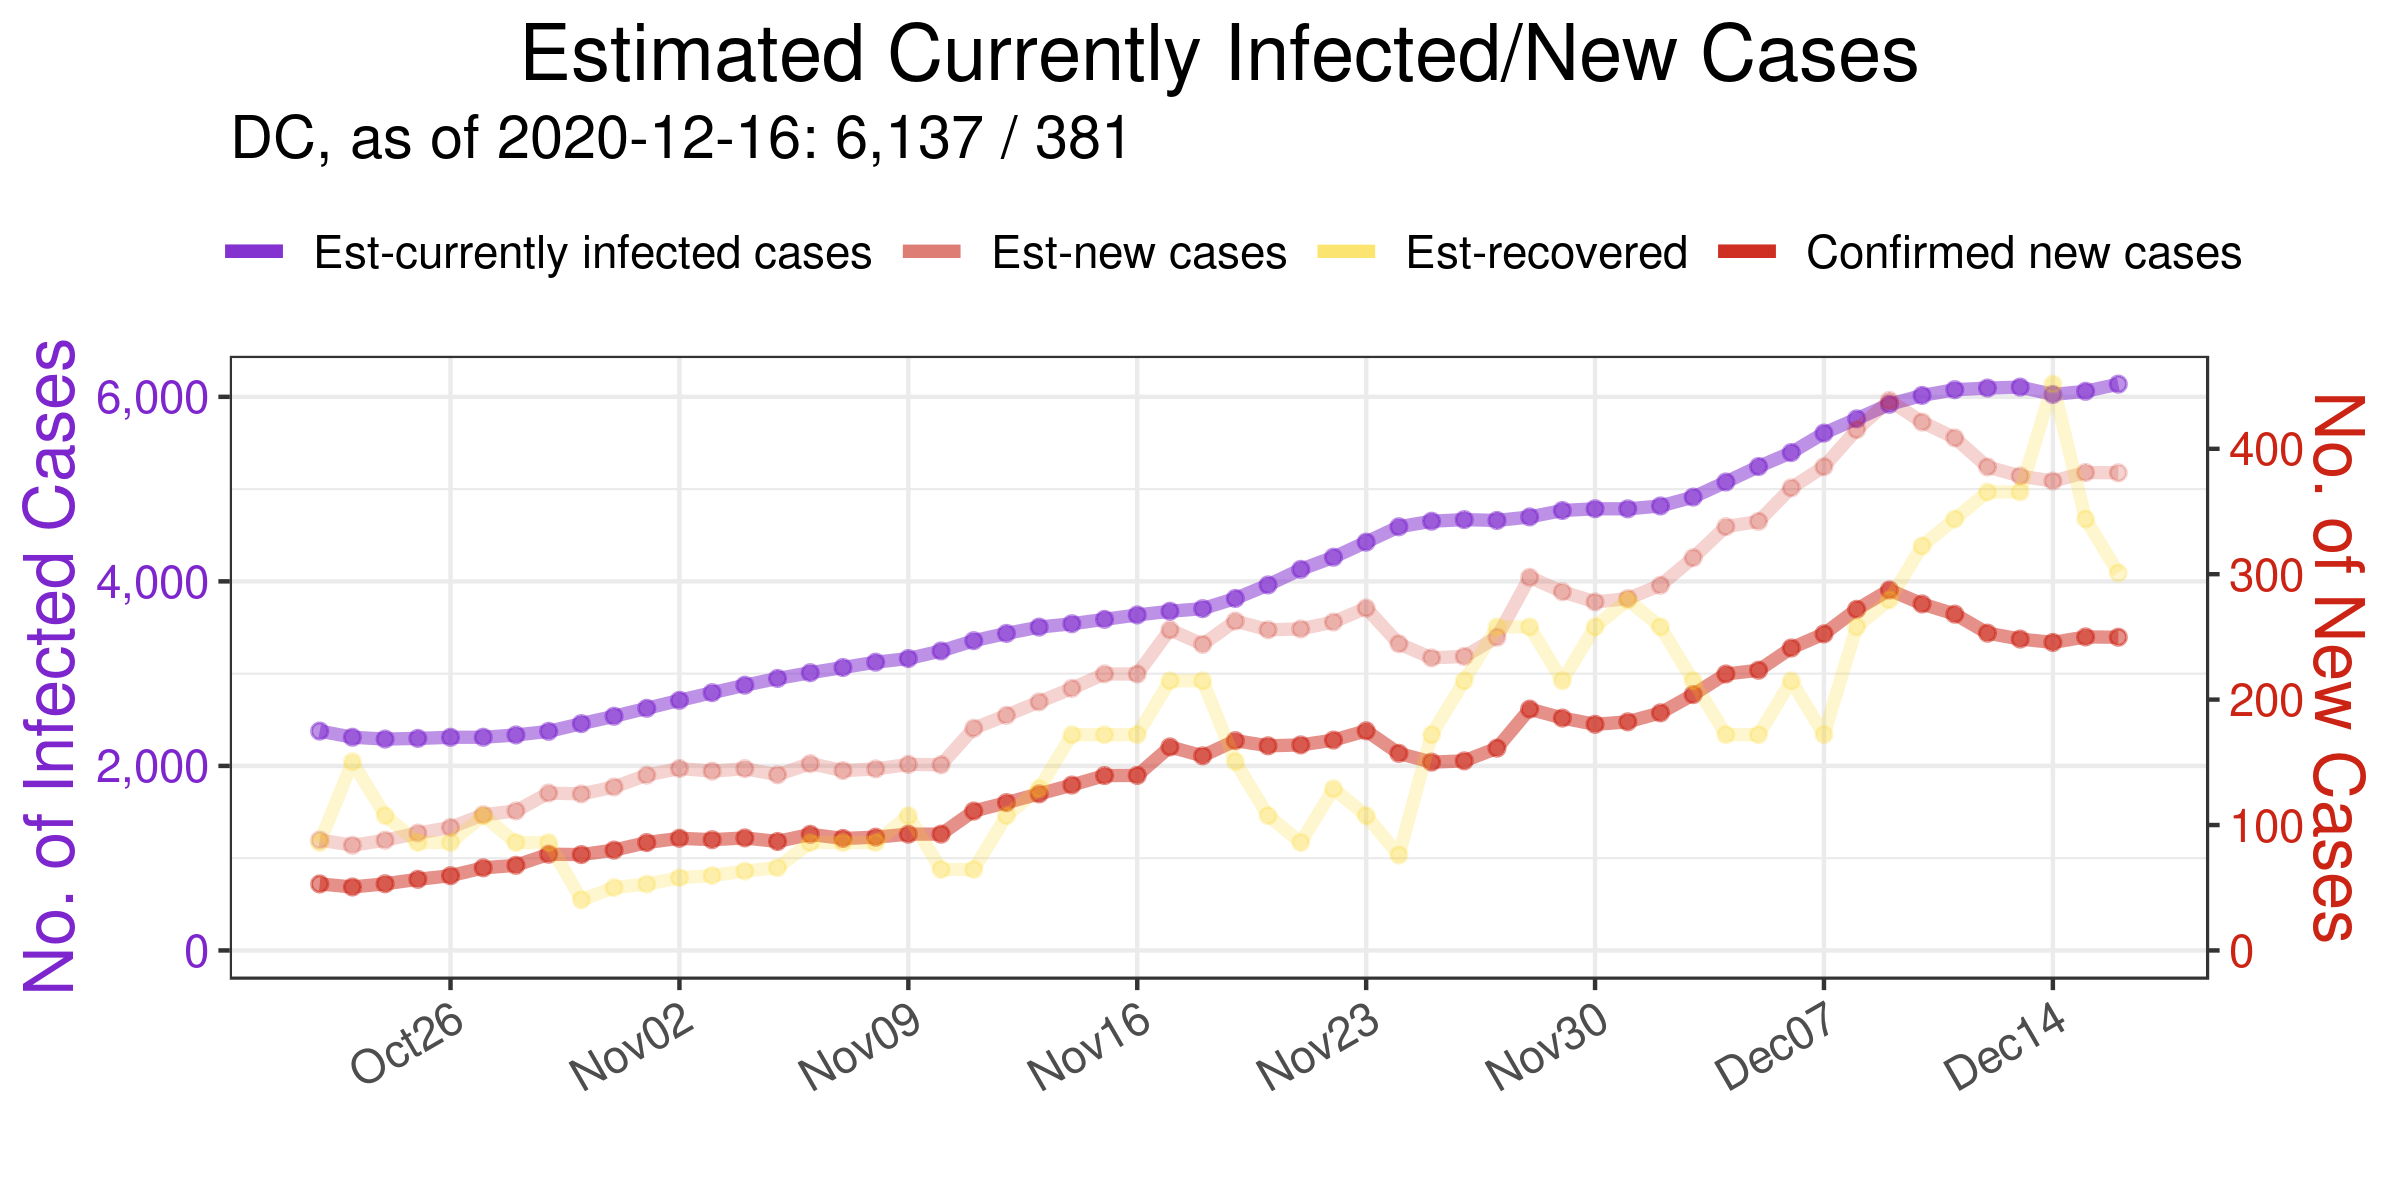 Estimated Currently Infected/New Cases
DC, as of 2020-12-16: 6,137 / 381
Est-currently infected cases Est-new cases Est-recovered Confirmed new cases
No. of Infected Cases
6,000
4,000
2,000
0
400
300
200
100
0
No. of New Cases
Oct26 Nov02 Nov09 Nov16 Nov23 Nov30 Dec07 Dec14